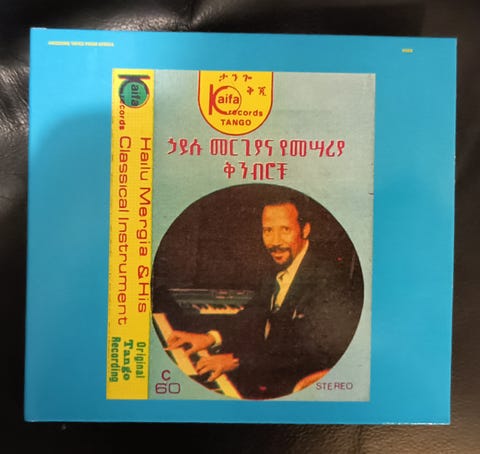 Kaifa
records
Hailu Mergia & His
Classical Instrument
Original
Tango
Recording
ታንጎ
ቅጂ
Kaifa
records
TANGO
ኃይሉ መርጊያና የመሣሪያ
ቅንብሮቹ
C
60
STEREO